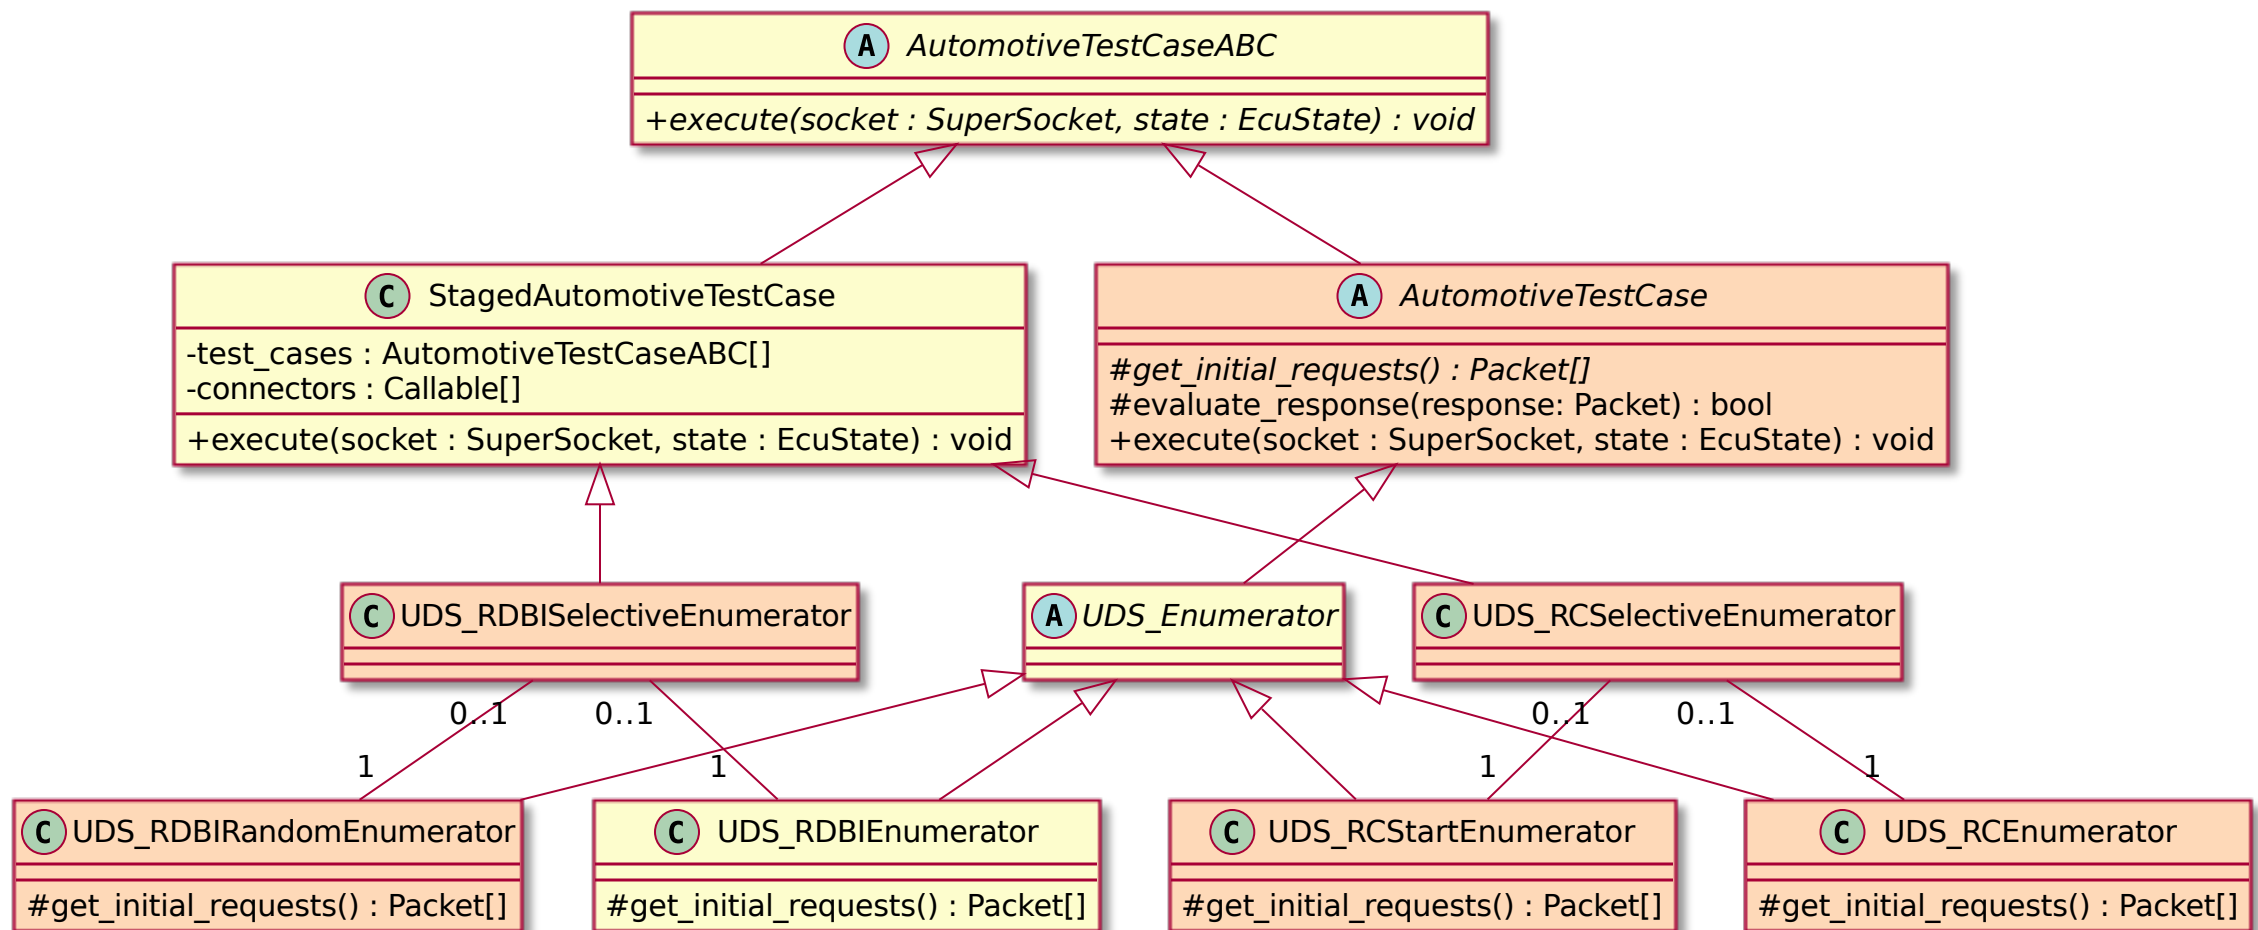 A AutomotiveTestCaseABC
+execute(socket : SuperSocket, state : EcuState) : void
C StagedAutomotiveTestCase
-test_cases : AutomotiveTestCaseABC[]
-connectors : Callable[]
+execute(socket : SuperSocket, state : EcuState) : void
A AutomotiveTestCase
#get_initial_requests() : Packet[]
#evaluate_response(response: Packet) : bool
+execute(socket : SuperSocket, state : EcuState) : void
C UDS_RDBISelectiveEnumerator
A UDS_Enumerator
C UDS_RCSelectiveEnumerator
0..1
0..1
0..1
0..1
1
1
1
1
C UDS_RDBIRandomEnumerator
#get_initial_requests() : Packet[]
C UDS_RDBIEnumerator
#get_initial_requests() : Packet[]
C UDS_RCStartEnumerator
#get_initial_requests() : Packet[]
C UDS_RCEnumerator
#get_initial_requests() : Packet[]